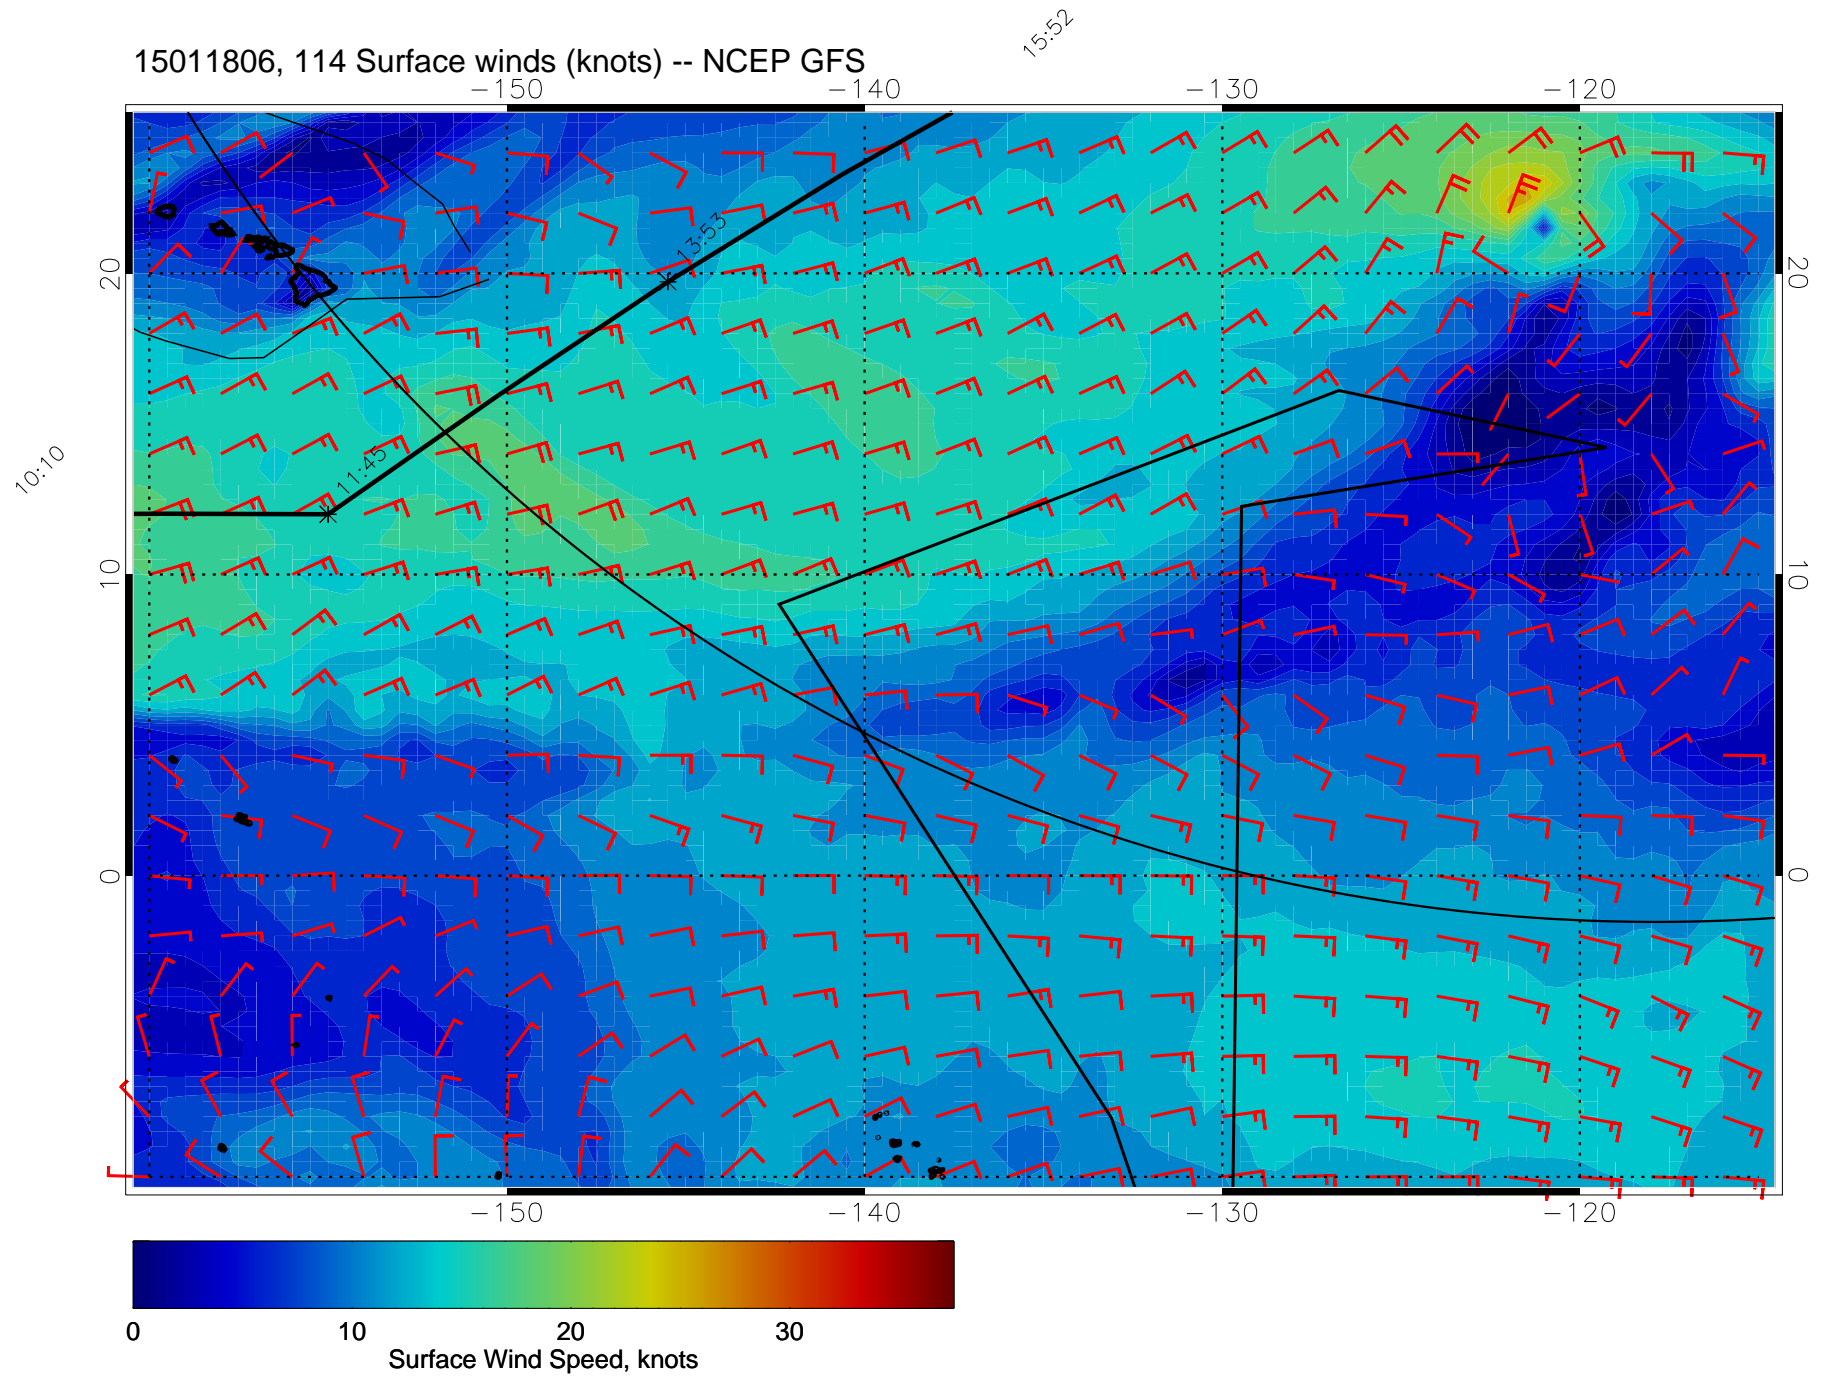 15:52
15011806, 114 Surface winds (knots) -- NCEP GFS
-150 -140 -130 -120
13:53
20 20
11:45
10:10
10 10
0 0
-150 -140 -130 -120
0 10 20 30
Surface Wind Speed, knots